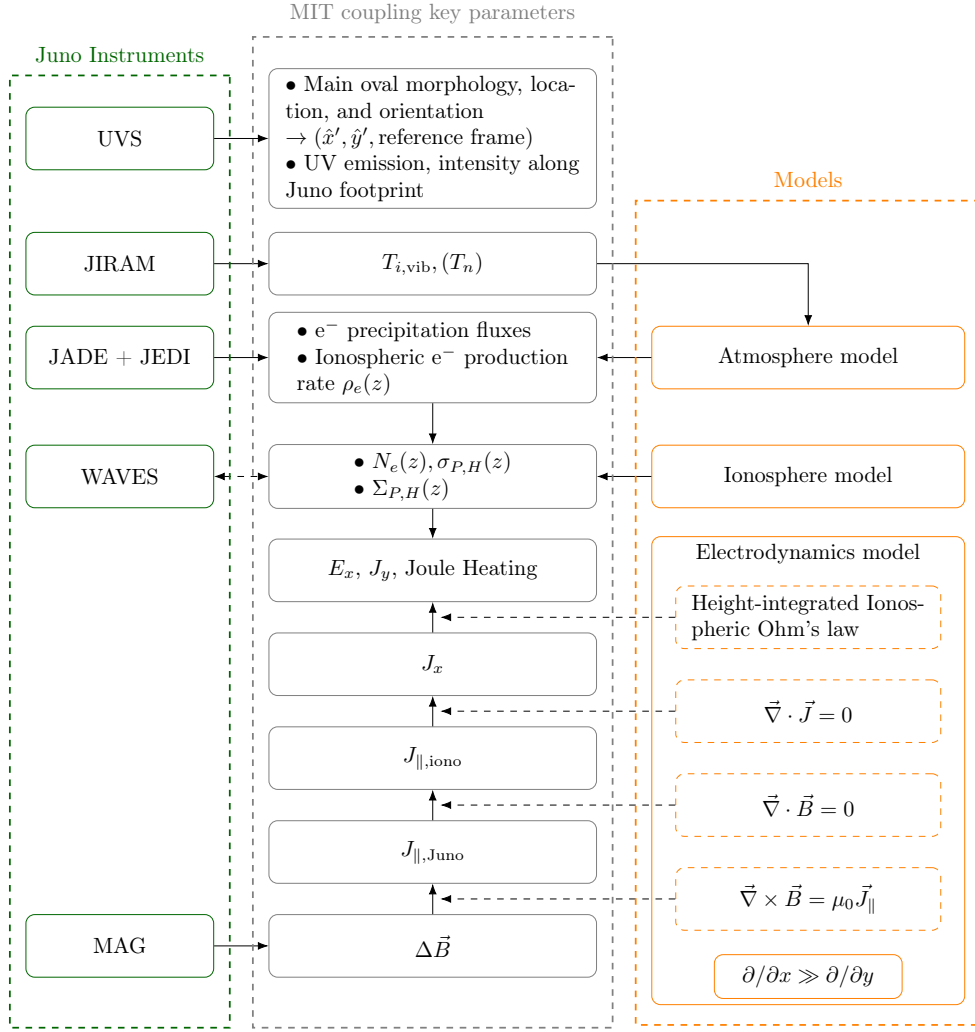 MIT coupling key parameters
Juno Instruments
Models
UVS
• Main oval morphology, loca-
tion, and orientation
→ (x̂′, ŷ′, reference frame)
• UV emission, intensity along
Juno footprint
JIRAM
T_{i,vib}, (T_n)
JADE + JEDI
• e⁻ precipitation fluxes
• Ionospheric e⁻ production
rate ρ_e(z)
Atmosphere model
WAVES
• N_e(z), σ_{P,H}(z)
• Σ_{P,H}(z)
Ionosphere model
Electrodynamics model
E_x, J_y, Joule Heating
Height-integrated Ionos-
pheric Ohm's law
J_x
∇⃗ · J⃗ = 0
J_{∥,iono}
∇⃗ · B⃗ = 0
J_{∥,Juno}
∇⃗ × B⃗ = μ₀J⃗_∥
MAG
ΔB⃗
∂/∂x ≫ ∂/∂y